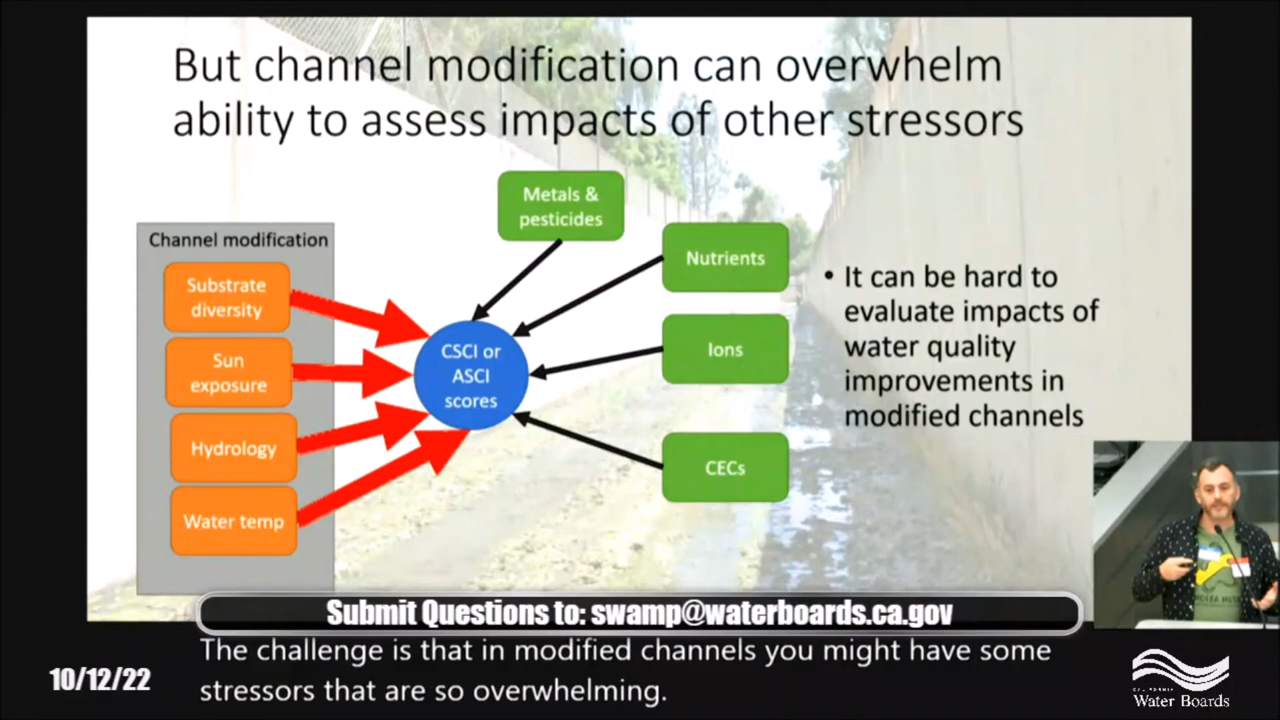 But channel modification can overwhelm
ability to assess impacts of other stressors
Metals &
pesticides
Channel modification
Nutrients
Substrate
diversity
• It can be hard to
evaluate impacts of
water quality
improvements in
modified channels
CSCI or
ASCI
scores
Ions
Sun
exposure
Hydrology
CECs
Water temp
Submit Questions to: swamp@waterboards.ca.gov
The challenge is that in modified channels you might have some
stressors that are so overwhelming.
10/12/22
CALIFORNIA
Water Boards